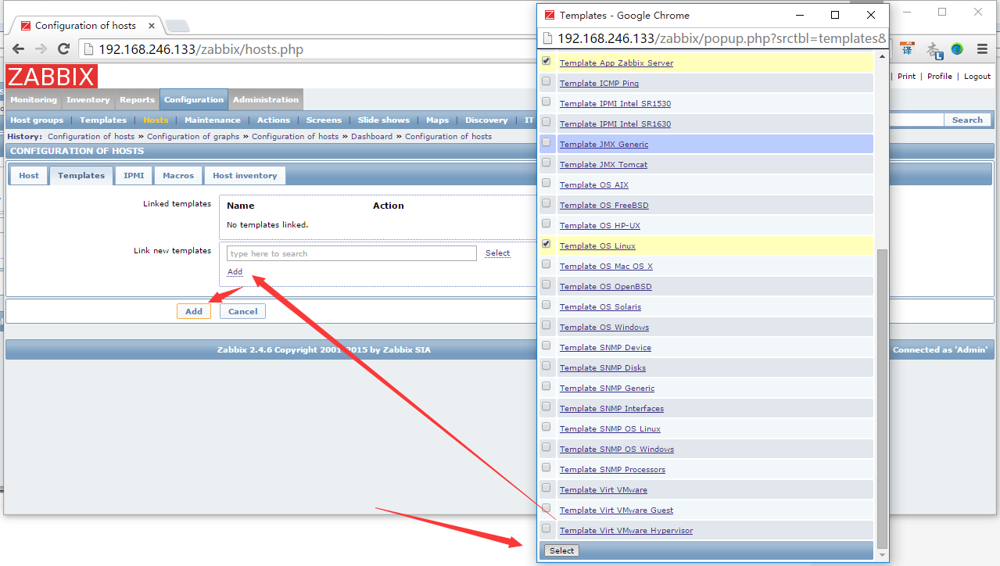 Configuration of hosts
192.168.246.133/zabbix/hosts.php
ZABBIX
Print | Profile | Logout
Monitoring Inventory Reports Configuration Administration
Host groups | Templates | Hosts | Maintenance | Actions | Screens | Slide shows | Maps | Discovery | IT
Search
History: Configuration of hosts » Configuration of graphs » Configuration of hosts » Dashboard » Configuration of hosts
CONFIGURATION OF HOSTS
Host Templates IPMI Macros Host inventory
Linked templates
Name Action
No templates linked.
Link new templates
type here to search Select
Add
Add Cancel
Zabbix 2.4.6 Copyright 2001-2015 by Zabbix SIA
Connected as 'Admin'
Templates - Google Chrome
192.168.246.133/zabbix/popup.php?srctbl=templates&
Template App Zabbix Server
Template ICMP Ping
Template IPMI Intel SR1530
Template IPMI Intel SR1630
Template JMX Generic
Template JMX Tomcat
Template OS AIX
Template OS FreeBSD
Template OS HP-UX
Template OS Linux
Template OS Mac OS X
Template OS OpenBSD
Template OS Solaris
Template OS Windows
Template SNMP Device
Template SNMP Disks
Template SNMP Generic
Template SNMP Interfaces
Template SNMP OS Linux
Template SNMP OS Windows
Template SNMP Processors
Template Virt VMware
Template Virt VMware Guest
Template Virt VMware Hypervisor
Select
译